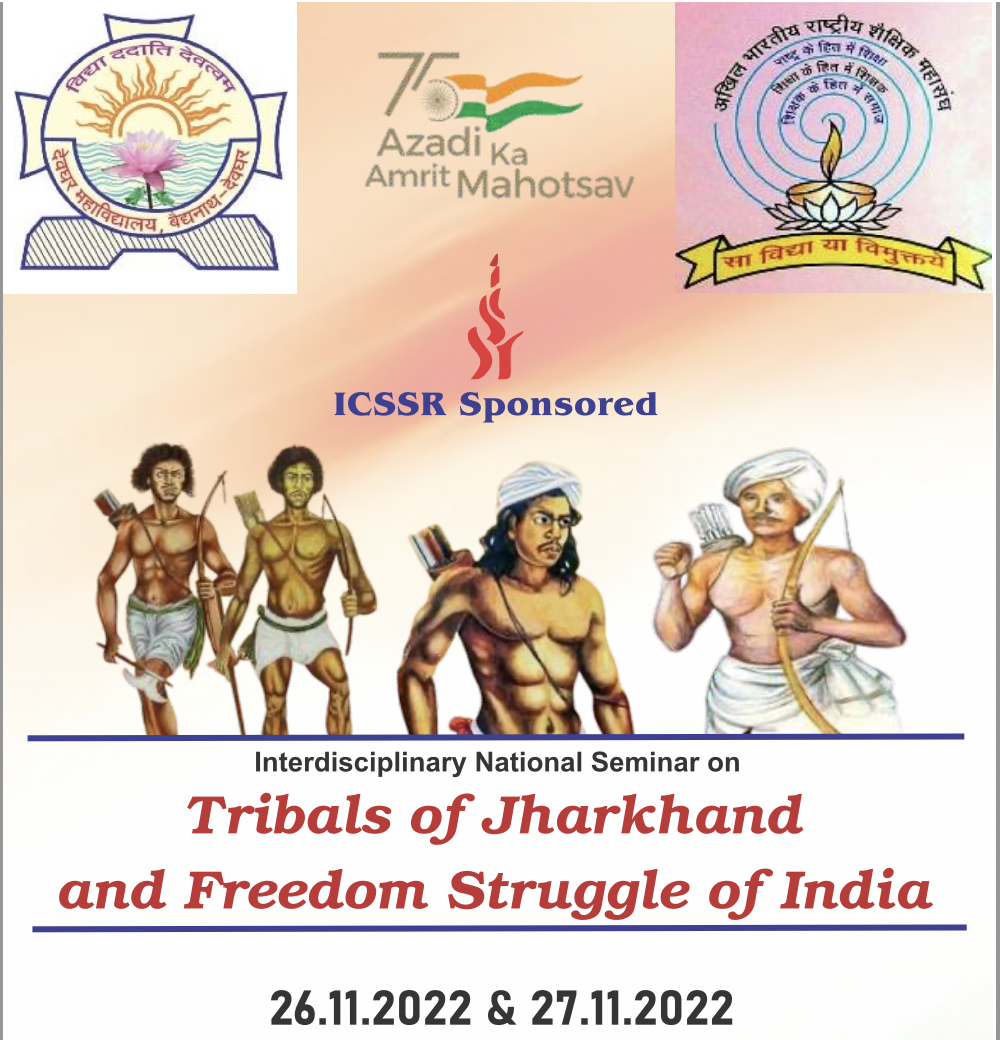 विद्या ददाति देवत्वम
देवघर महाविद्यालय, बैद्यनाथ-देवघर
75
Azadi Ka
Amrit Mahotsav
अखिल भारतीय राष्ट्रीय शैक्षिक महासंघ
राष्ट्र के हित में शिक्षा
शिक्षा के हित में शिक्षक
शिक्षक के हित में समाज
सा विद्या या विमुक्तये
ICSSR Sponsored
Interdisciplinary National Seminar on
Tribals of Jharkhand
and Freedom Struggle of India
26.11.2022 & 27.11.2022